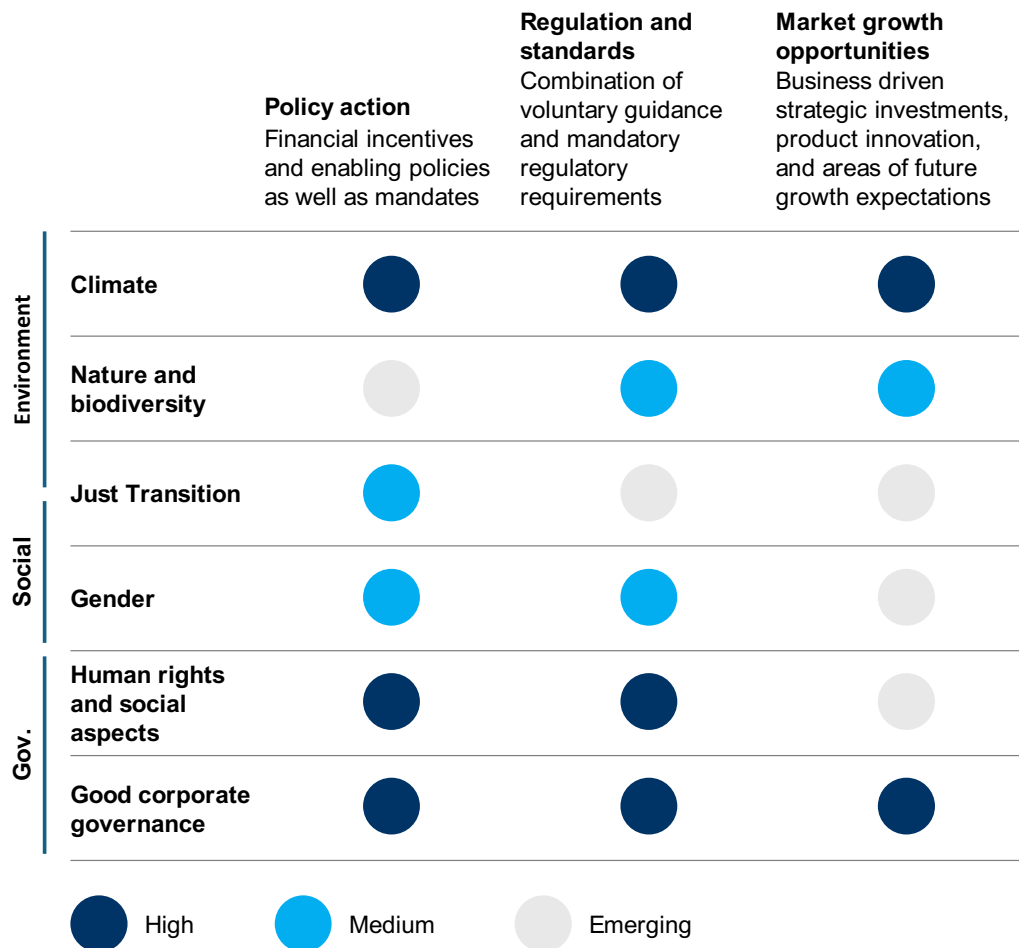 Policy action
Financial incentives
and enabling policies
as well as mandates
Regulation and
standards
Combination of
voluntary guidance
and mandatory
regulatory
requirements
Market growth
opportunities
Business driven
strategic investments,
product innovation,
and areas of future
growth expectations
Environment
Climate
Nature and
biodiversity
Just Transition
Social
Gender
Gov.
Human rights
and social
aspects
Good corporate
governance
High
Medium
Emerging